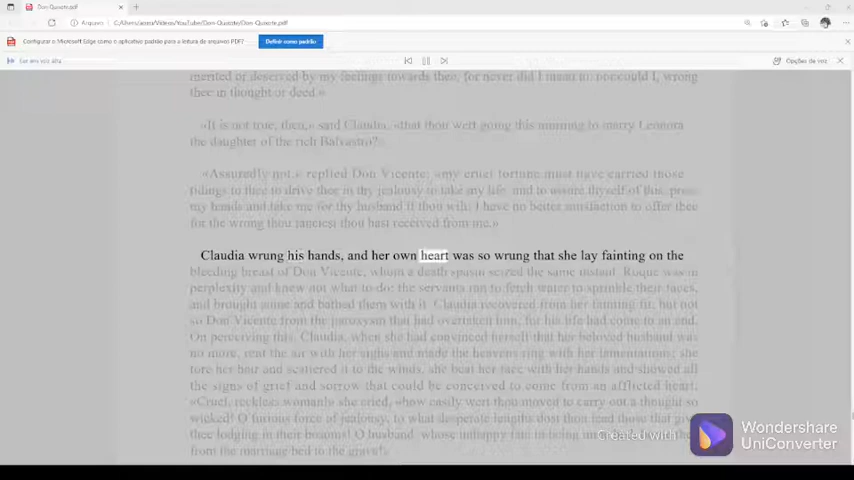 Don-Quixote.pdf
Arquivo C:/Users/acera/Videos/YouTube/Don-Quixote/Don-Quixote.pdf
Configurar o Microsoft Edge como o aplicativo padrão para a leitura de arquivos PDF? Definir como padrão
Ler em voz alta Opções de voz
merited or deserved by my feelings towards thee, for never did I mean to, nor could I, wrong
thee in thought or deed.»
«It is not true, then,» said Claudia, «that thou wert going this morning to marry Leonora
the daughter of the rich Balvastro?»
«Assuredly not,» replied Don Vicente; «my cruel fortune must have carried those
tidings to thee to drive thee in thy jealousy to take my life; and to assure thyself of this, press
my hands and take me for thy husband if thou wilt; I have no better satisfaction to offer thee
for the wrong thou fanciest thou hast received from me.»
Claudia wrung his hands, and her own heart was so wrung that she lay fainting on the
bleeding breast of Don Vicente, whom a death spasm seized the same instant. Roque was in
perplexity and knew not what to do; the servants ran to fetch water to sprinkle their faces,
and brought some and bathed them with it. Claudia recovered from her fainting fit, but not
so Don Vicente from the paroxysm that had overtaken him, for his life had come to an end.
On perceiving this, Claudia, when she had convinced herself that her beloved husband was
no more, rent the air with her sighs and made the heavens ring with her lamentations; she
tore her hair and scattered it to the winds, she beat her face with her hands and showed all
the signs of grief and sorrow that could be conceived to come from an afflicted heart.
«Cruel, reckless woman!» she cried, «how easily wert thou moved to carry out a thought so
wicked! O furious force of jealousy, to what desperate lengths dost thou lead those that give
thee lodging in their bosoms! O husband, whose unhappy fate in being
from the marriage bed to the grave!»
Created with Wondershare
UniConverter